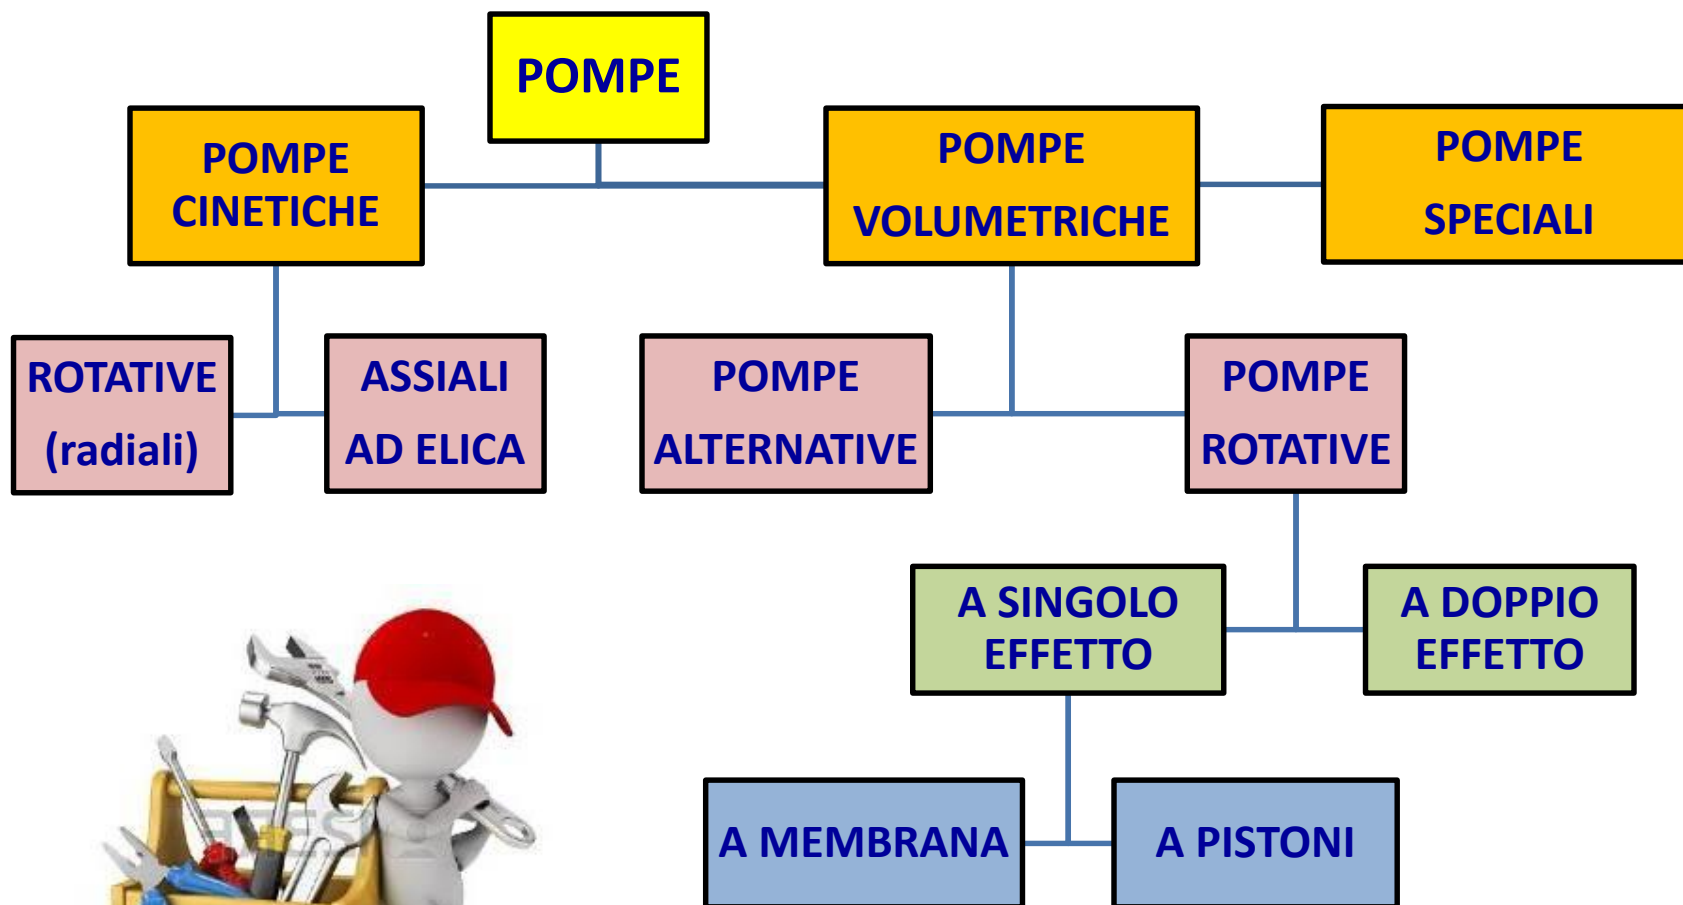 POMPE
POMPE
CINETICHE
POMPE
VOLUMETRICHE
POMPE
SPECIALI
ROTATIVE
(radiali)
ASSIALI
AD ELICA
POMPE
ALTERNATIVE
POMPE
ROTATIVE
A SINGOLO
EFFETTO
A DOPPIO
EFFETTO
A MEMBRANA
A PISTONI